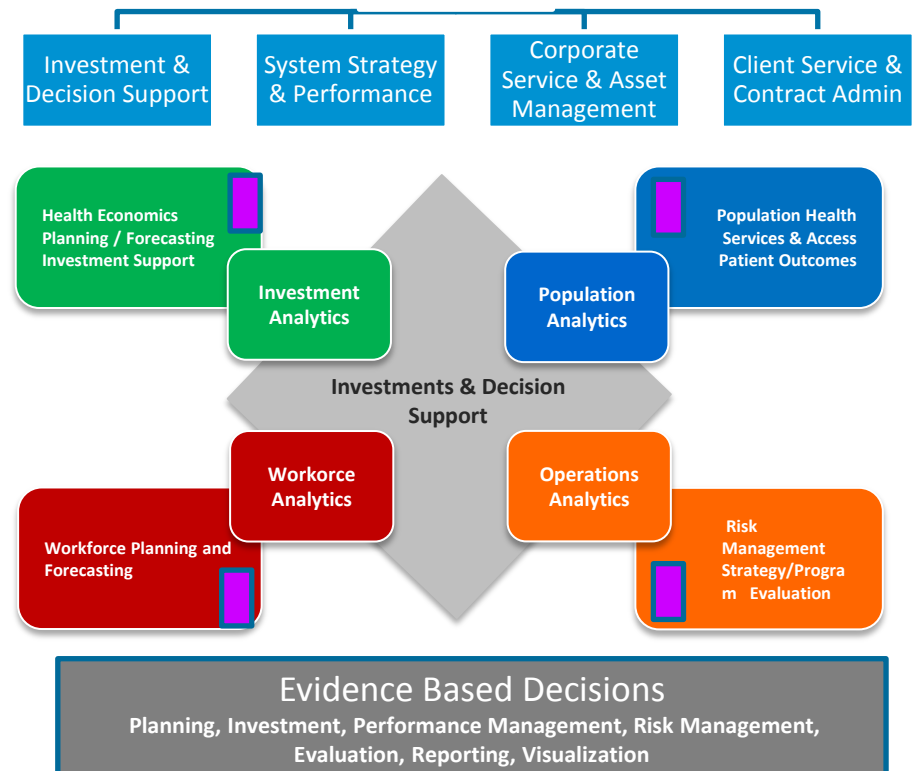 Investment &
Decision Support
System Strategy
& Performance
Corporate
Service & Asset
Management
Client Service &
Contract Admin
Health Economics
Planning / Forecasting
Investment Support
Investment
Analytics
Population
Analytics
Population Health
Services & Access
Patient Outcomes
Investments & Decision
Support
Workorce
Analytics
Operations
Analytics
Workforce Planning and
Forecasting
Risk
Management
Strategy/Progra
m Evaluation
Evidence Based Decisions
Planning, Investment, Performance Management, Risk Management,
Evaluation, Reporting, Visualization